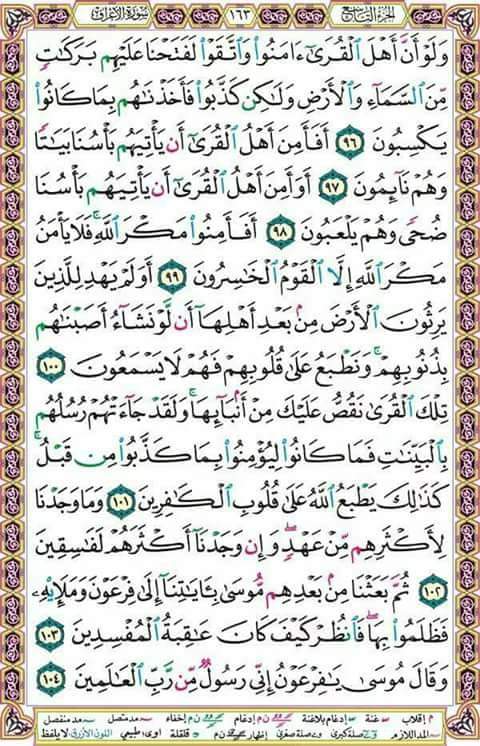 سورة الأعراف ١٦٣ الجزء التاسع
وَلَوْ أَنَّ أَهْلَ ٱلْقُرَىٰٓ ءَامَنُوا۟ وَٱتَّقَوْا۟ لَفَتَحْنَا عَلَيْهِم بَرَكَٰتٍ
مِّنَ ٱلسَّمَآءِ وَٱلْأَرْضِ وَلَٰكِن كَذَّبُوا۟ فَأَخَذْنَٰهُم بِمَا كَانُوا۟
يَكْسِبُونَ ٩٦ أَفَأَمِنَ أَهْلُ ٱلْقُرَىٰٓ أَن يَأْتِيَهُم بَأْسُنَا بَيَٰتًا
وَهُمْ نَآئِمُونَ ٩٧ أَوَأَمِنَ أَهْلُ ٱلْقُرَىٰٓ أَن يَأْتِيَهُم بَأْسُنَا
ضُحًى وَهُمْ يَلْعَبُونَ ٩٨ أَفَأَمِنُوا۟ مَكْرَ ٱللَّهِ ۚ فَلَا يَأْمَنُ
مَكْرَ ٱللَّهِ إِلَّا ٱلْقَوْمُ ٱلْخَٰسِرُونَ ٩٩ أَوَلَمْ يَهْدِ لِلَّذِينَ
يَرِثُونَ ٱلْأَرْضَ مِنۢ بَعْدِ أَهْلِهَآ أَن لَّوْ نَشَآءُ أَصَبْنَٰهُم
بِذُنُوبِهِمْ ۚ وَنَطْبَعُ عَلَىٰ قُلُوبِهِمْ فَهُمْ لَا يَسْمَعُونَ ١٠٠
تِلْكَ ٱلْقُرَىٰ نَقُصُّ عَلَيْكَ مِنْ أَنۢبَآئِهَا ۚ وَلَقَدْ جَآءَتْهُمْ رُسُلُهُم
بِٱلْبَيِّنَٰتِ فَمَا كَانُوا۟ لِيُؤْمِنُوا۟ بِمَا كَذَّبُوا۟ مِن قَبْلُ ۚ
كَذَٰلِكَ يَطْبَعُ ٱللَّهُ عَلَىٰ قُلُوبِ ٱلْكَٰفِرِينَ ١٠١ وَمَا وَجَدْنَا
لِأَكْثَرِهِم مِّنْ عَهْدٍ ۖ وَإِن وَجَدْنَآ أَكْثَرَهُمْ لَفَٰسِقِينَ
١٠٢ ثُمَّ بَعَثْنَا مِنۢ بَعْدِهِم مُّوسَىٰ بِـَٔايَٰتِنَآ إِلَىٰ فِرْعَوْنَ وَمَلَإِي۟هِۦ
فَظَلَمُوا۟ بِهَا ۖ فَٱنظُرْ كَيْفَ كَانَ عَٰقِبَةُ ٱلْمُفْسِدِينَ ١٠٣
وَقَالَ مُوسَىٰ يَٰفِرْعَوْنُ إِنِّى رَسُولٌ مِّن رَّبِّ ٱلْعَٰلَمِينَ ١٠٤
إقلاب غنة إدغام بلاغنة ن م إدغام ن م إخفاء مد متصل مد منفصل
المد اللازم صلة كبرى صلة صغرى إظهار ن م قلقلة طبيعي اللون الأزرق لا يلفظ